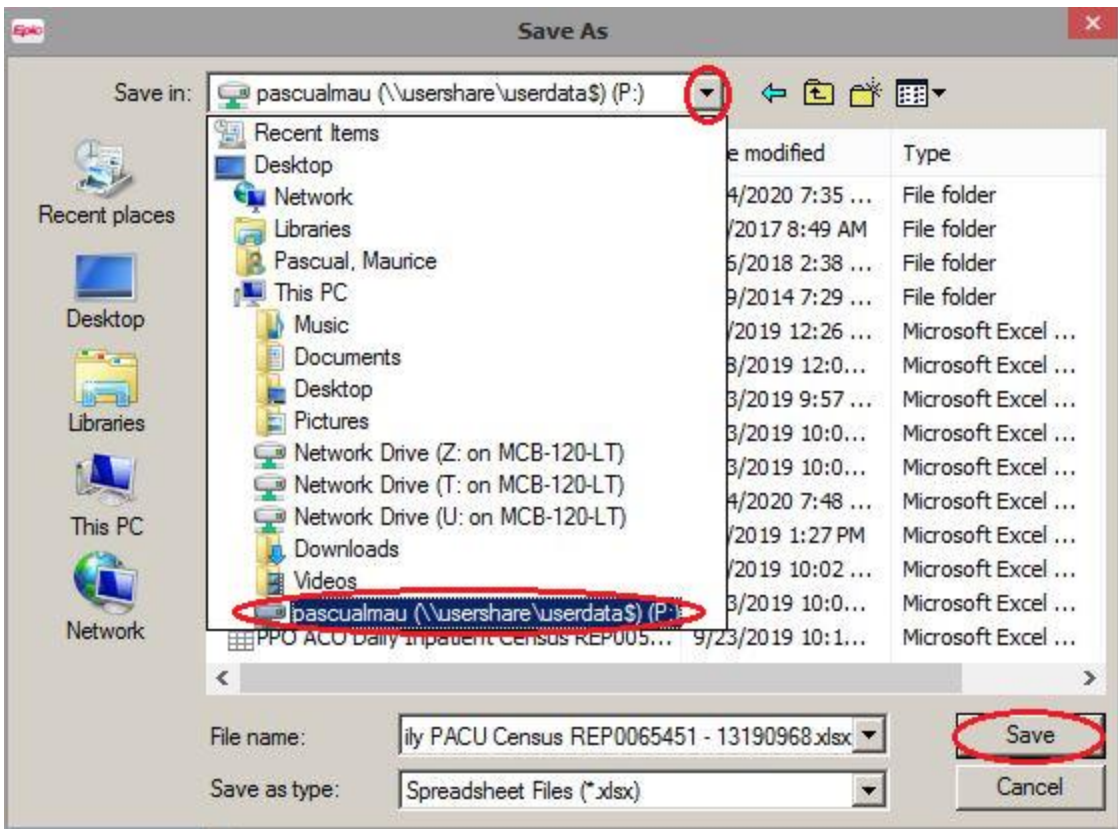 Epic
Save As
Save in:
pascualmau (\\usershare\userdata$) (P:)
Recent Items
Desktop
Network
Libraries
Pascual, Maurice
This PC
Music
Documents
Desktop
Pictures
Network Drive (Z: on MCB-120-LT)
Network Drive (T: on MCB-120-LT)
Network Drive (U: on MCB-120-LT)
Downloads
Videos
pascualmau (\\usershare\userdata$) (P:)
Recent places
Desktop
Libraries
This PC
Network
e modified Type
4/2020 7:35 ... File folder
/2017 8:49 AM File folder
6/2018 2:38 ... File folder
9/2014 7:29 ... File folder
/2019 12:26 ... Microsoft Excel ...
8/2019 12:0... Microsoft Excel ...
3/2019 9:57 ... Microsoft Excel ...
3/2019 10:0... Microsoft Excel ...
3/2019 10:0... Microsoft Excel ...
4/2020 7:48 ... Microsoft Excel ...
/2019 1:27 PM Microsoft Excel ...
/2019 10:02 ... Microsoft Excel ...
3/2019 10:0... Microsoft Excel ...
PPO ACO Daily Inpatient Census REP005... 9/23/2019 10:1... Microsoft Excel ...
File name: ily PACU Census REP0065451 - 13190968.xlsx
Save
Save as type: Spreadsheet Files (*.xlsx)
Cancel